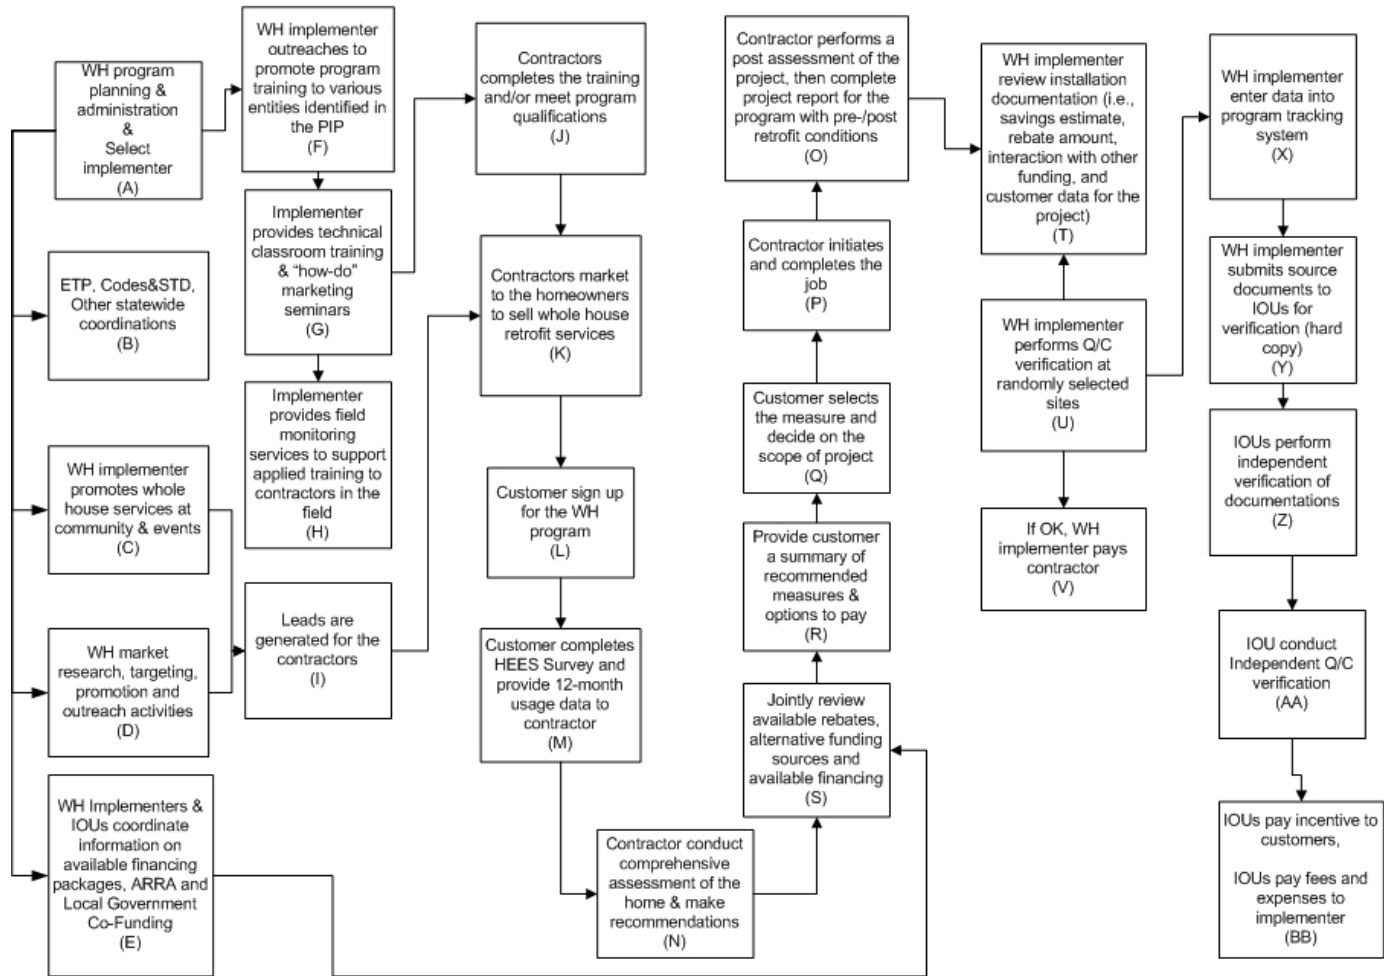 WH program
planning &
administration
&
Select
implementer
(A)
ETP, Codes&STD,
Other statewide
coordinations
(B)
WH implementer
promotes whole
house services at
community & events
(C)
WH market
research, targeting,
promotion and
outreach activities
(D)
WH Implementers &
IOUs coordinate
information on
available financing
packages, ARRA and
Local Government
Co-Funding
(E)
WH implementer
outreaches to
promote program
training to various
entities identified in
the PIP
(F)
Implementer
provides technical
classroom training
& “how-do”
marketing
seminars
(G)
Implementer
provides field
monitoring
services to support
applied training to
contractors in the
field
(H)
Leads are
generated for the
contractors
(I)
Contractors
completes the training
and/or meet program
qualifications
(J)
Contractors market
to the homeowners
to sell whole house
retrofit services
(K)
Customer sign up
for the WH
program
(L)
Customer completes
HEES Survey and
provide 12-month
usage data to
contractor
(M)
Contractor conduct
comprehensive
assessment of the
home & make
recommendations
(N)
Contractor performs a
post assessment of the
project, then complete
project report for the
program with pre-/post
retrofit conditions
(O)
Contractor initiates
and completes the
job
(P)
Customer selects
the measure and
decide on the
scope of project
(Q)
Provide customer
a summary of
recommended
measures &
options to pay
(R)
Jointly review
available rebates,
alternative funding
sources and
available financing
(S)
WH implementer
review installation
documentation (i.e.,
savings estimate,
rebate amount,
interaction with other
funding, and
customer data for the
project)
(T)
WH implementer
performs Q/C
verification at
randomly selected
sites
(U)
If OK, WH
implementer pays
contractor
(V)
WH implementer
enter data into
program tracking
system
(X)
WH implementer
submits source
documents to
IOUs for
verification (hard
copy)
(Y)
IOUs perform
independent
verification of
documentations
(Z)
IOU conduct
Independent Q/C
verification
(AA)
IOUs pay incentive to
customers,
IOUs pay fees and
expenses to
implementer
(BB)